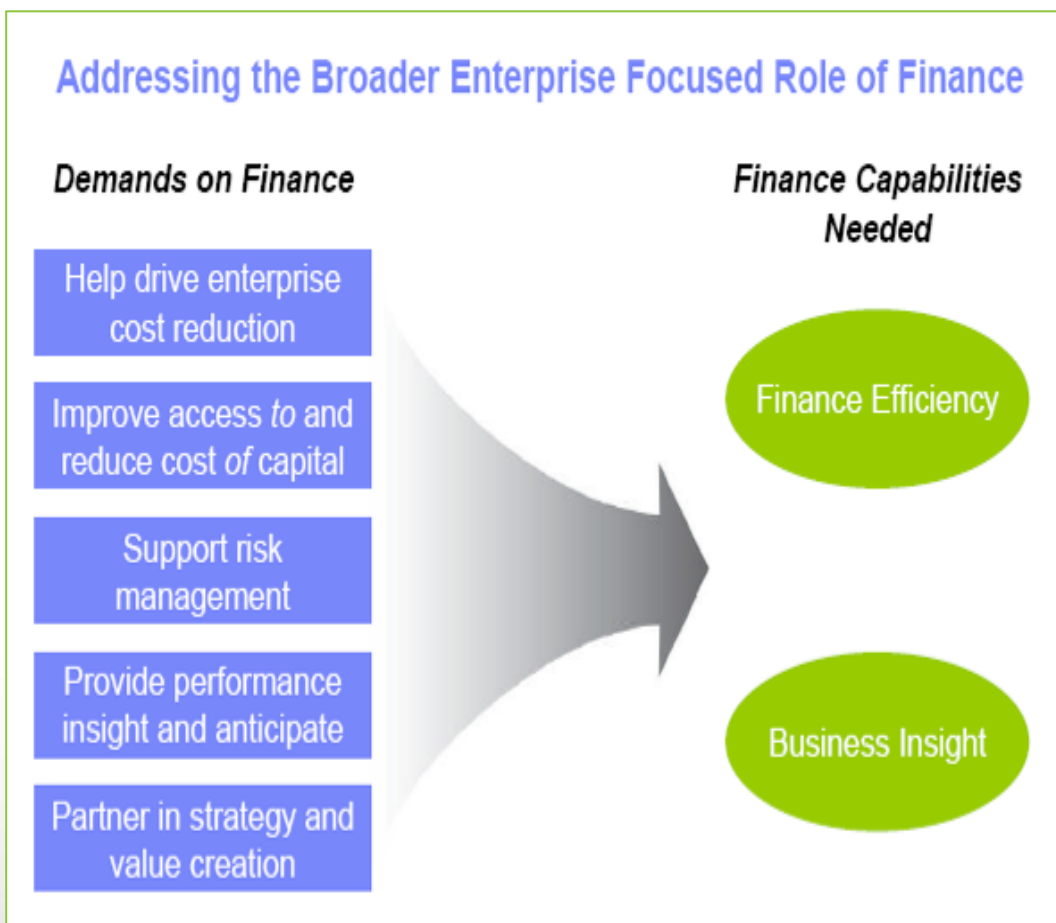 Addressing the Broader Enterprise Focused Role of Finance
Demands on Finance
Help drive enterprise
cost reduction
Improve access to and
reduce cost of capital
Support risk
management
Provide performance
insight and anticipate
Partner in strategy and
value creation
Finance Capabilities
Needed
Finance Efficiency
Business Insight